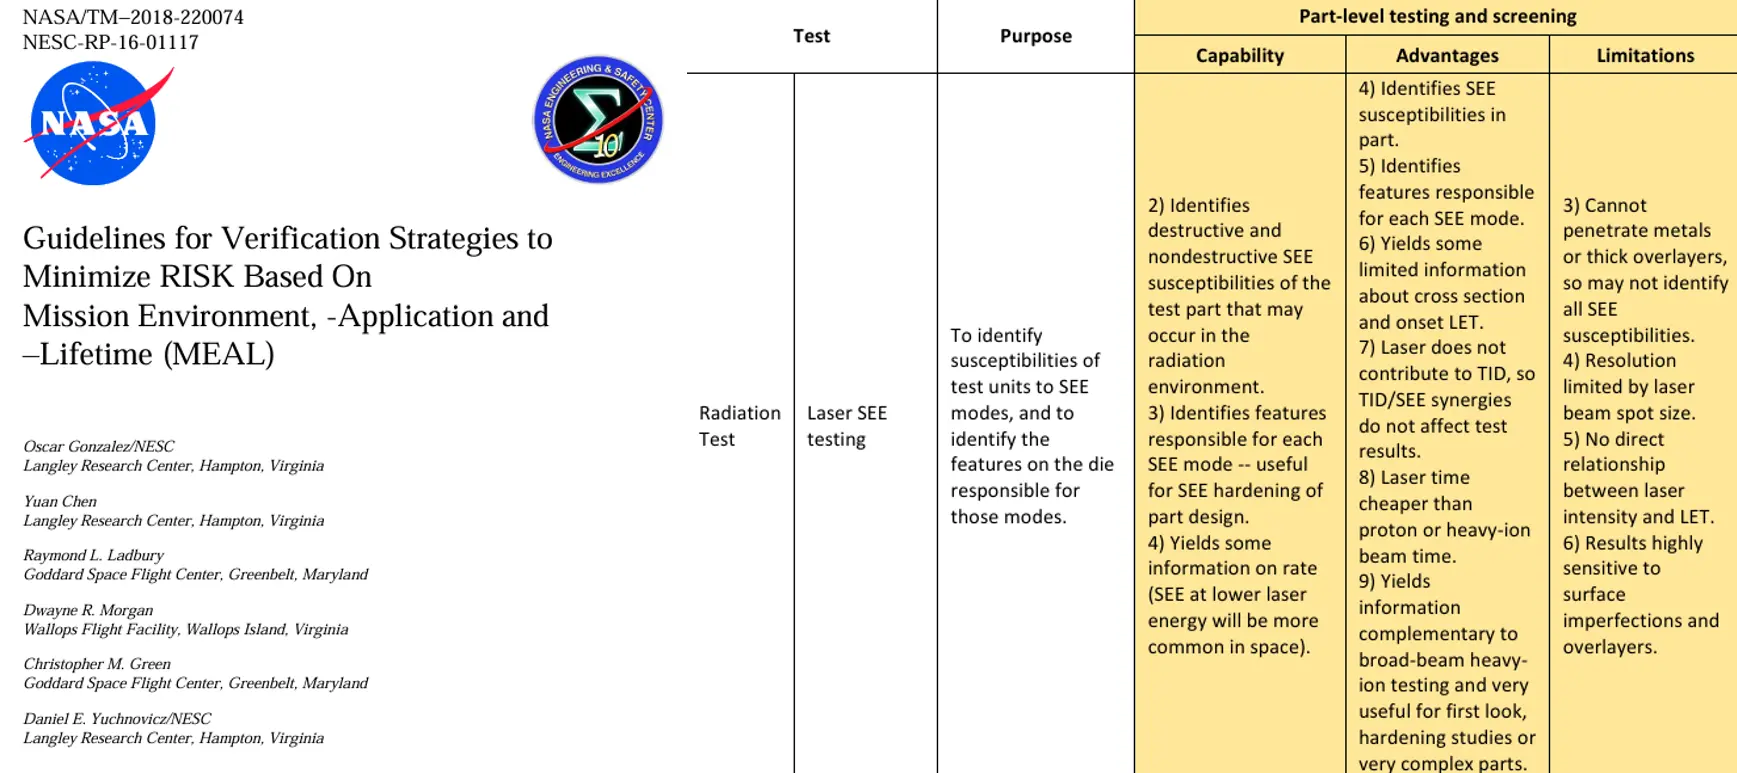 NASA/TM–2018-220074
NESC-RP-16-01117
NASA
NASA ENGINEERING & SAFETY CENTER
Σ
10
ENGINEERING EXCELLENCE
Guidelines for Verification Strategies to
Minimize RISK Based On
Mission Environment, -Application and
–Lifetime (MEAL)
Oscar Gonzalez/NESC
Langley Research Center, Hampton, Virginia
Yuan Chen
Langley Research Center, Hampton, Virginia
Raymond L. Ladbury
Goddard Space Flight Center, Greenbelt, Maryland
Dwayne R. Morgan
Wallops Flight Facility, Wallops Island, Virginia
Christopher M. Green
Goddard Space Flight Center, Greenbelt, Maryland
Daniel E. Yuchnovicz/NESC
Langley Research Center, Hampton, Virginia
Test
Purpose
Part-level testing and screening
Capability
Advantages
Limitations
Radiation
Test
Laser SEE
testing
To identify
susceptibilities of
test units to SEE
modes, and to
identify the
features on the die
responsible for
those modes.
2) Identifies
destructive and
nondestructive SEE
susceptibilities of the
test part that may
occur in the
radiation
environment.
3) Identifies features
responsible for each
SEE mode -- useful
for SEE hardening of
part design.
4) Yields some
information on rate
(SEE at lower laser
energy will be more
common in space).
4) Identifies SEE
susceptibilities in
part.
5) Identifies
features responsible
for each SEE mode.
6) Yields some
limited information
about cross section
and onset LET.
7) Laser does not
contribute to TID, so
TID/SEE synergies
do not affect test
results.
8) Laser time
cheaper than
proton or heavy-ion
beam time.
9) Yields
information
complementary to
broad-beam heavy-
ion testing and very
useful for first look,
hardening studies or
very complex parts.
3) Cannot
penetrate metals
or thick overlayers,
so may not identify
all SEE
susceptibilities.
4) Resolution
limited by laser
beam spot size.
5) No direct
relationship
between laser
intensity and LET.
6) Results highly
sensitive to
surface
imperfections and
overlayers.